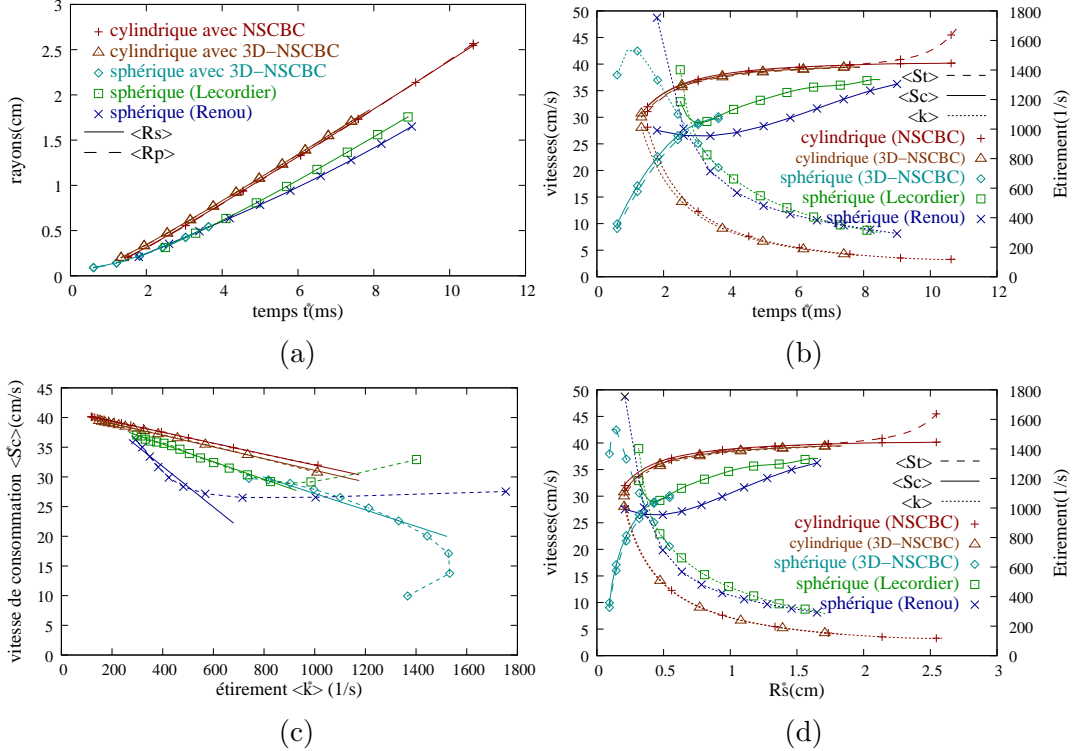 cylindrique avec NSCBC
cylindrique avec 3D−NSCBC
sphérique avec 3D−NSCBC
sphérique (Lecordier)
sphérique (Renou)
<Rs>
<Rp>
rayons(cm)
3
2.5
2
1.5
1
0.5
0
0 2 4 6 8 10 12
temps t*(ms)
(a)
vitesses(cm/s)
50
45
40
35
30
25
20
15
10
5
0
0 2 4 6 8 10 12
temps t*(ms)
Etirement(1/s)
1800
1600
1400
1200
1000
800
600
400
200
0
<St>
<Sc>
<k>
cylindrique (NSCBC)
cylindrique (3D−NSCBC)
sphérique (3D−NSCBC)
sphérique (Lecordier)
sphérique (Renou)
(b)
vitesse de consommation <Sc>(cm/s)
45
40
35
30
25
20
15
10
5
0
0 200 400 600 800 1000 1200 1400 1600 1800
étirement <k*> (1/s)
(c)
vitesses(cm/s)
50
45
40
35
30
25
20
15
10
5
0
0 0.5 1 1.5 2 2.5 3
Rs*(cm)
Etirement(1/s)
1800
1600
1400
1200
1000
800
600
400
200
0
<St>
<Sc>
<k>
cylindrique (NSCBC)
cylindrique (3D−NSCBC)
sphérique (3D−NSCBC)
sphérique (Lecordier)
sphérique (Renou)
(d)